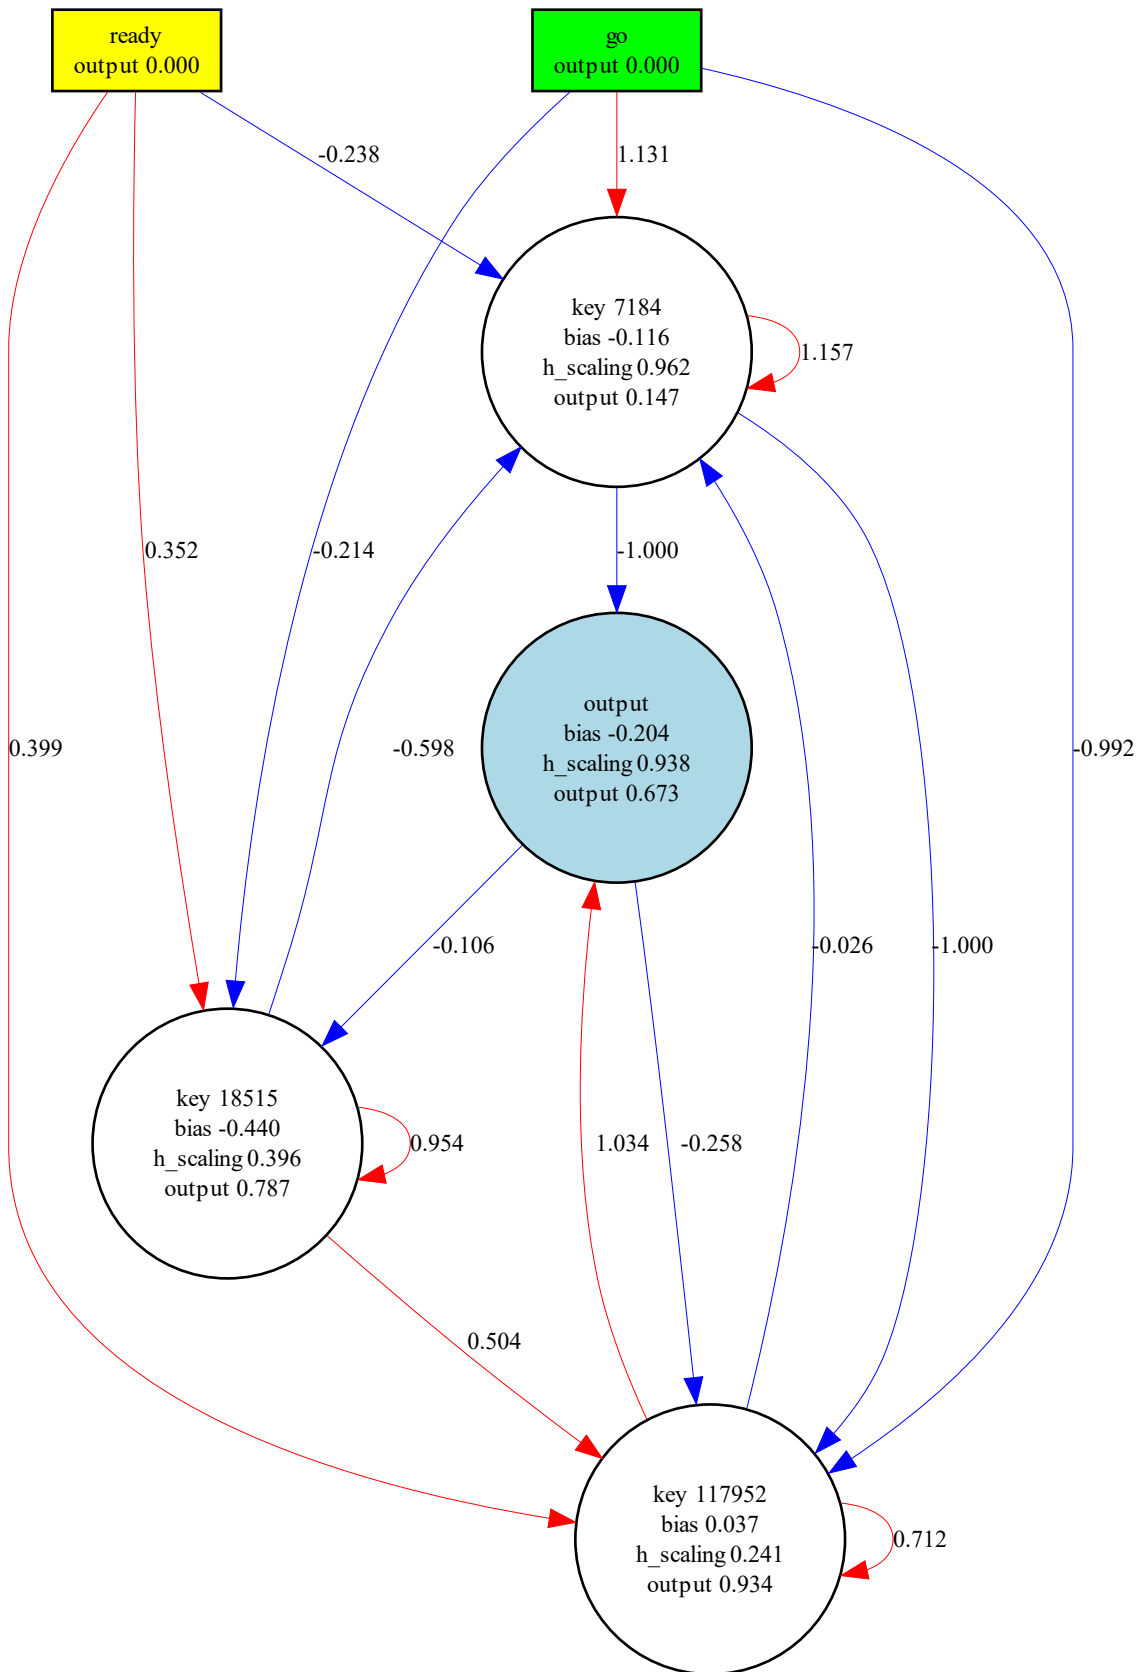 ready
output 0.000
go
output 0.000
-0.238
1.131
key 7184
bias -0.116
h_scaling 0.962
output 0.147
1.157
0.352
-0.214
-1.000
output
bias -0.204
h_scaling 0.938
output 0.673
0.399
-0.598
-0.992
-0.106
-0.026
-1.000
key 18515
bias -0.440
h_scaling 0.396
output 0.787
0.954
1.034
-0.258
0.504
key 117952
bias 0.037
h_scaling 0.241
output 0.934
0.712